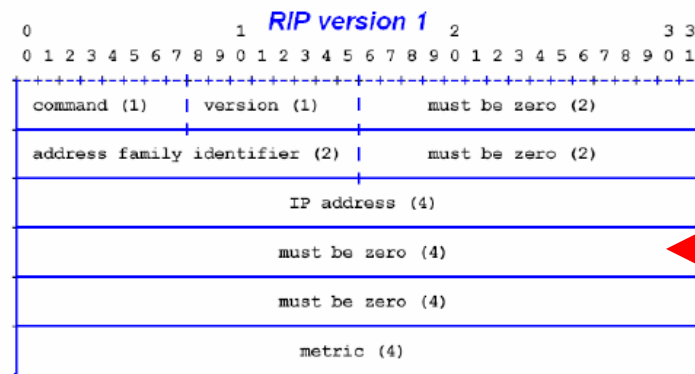 RIP version 1
0 1 2 3 3
0 1 2 3 4 5 6 7 8 9 0 1 2 3 4 5 6 7 8 9 0 1 2 3 4 5 6 7 8 9 0 1
command (1) version (1) must be zero (2)
address family identifier (2) must be zero (2)
IP address (4)
must be zero (4)
must be zero (4)
metric (4)